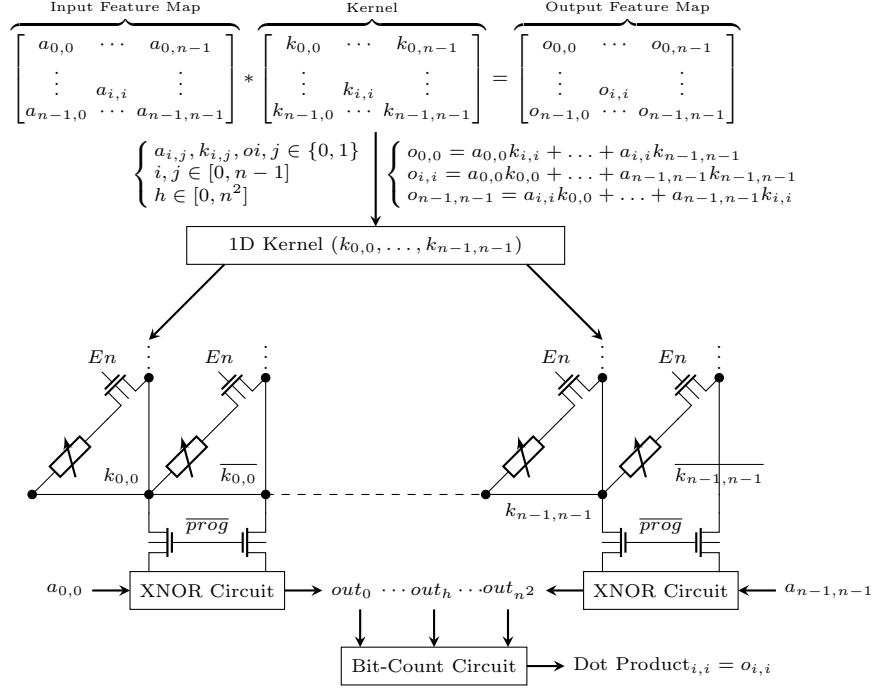 Input Feature Map Kernel Output Feature Map
a_{0,0} ⋯ a_{0,n−1} k_{0,0} ⋯ k_{0,n−1} o_{0,0} ⋯ o_{0,n−1}
⋮ a_{i,i} ⋮ * ⋮ k_{i,i} ⋮ = ⋮ o_{i,i} ⋮
a_{n−1,0} ⋯ a_{n−1,n−1} k_{n−1,0} ⋯ k_{n−1,n−1} o_{n−1,0} ⋯ o_{n−1,n−1}
a_{i,j}, k_{i,j}, oi, j ∈ {0, 1}
i, j ∈ [0, n − 1]
h ∈ [0, n²]
o_{0,0} = a_{0,0}k_{i,i} + … + a_{i,i}k_{n−1,n−1}
o_{i,i} = a_{0,0}k_{0,0} + … + a_{n−1,n−1}k_{n−1,n−1}
o_{n−1,n−1} = a_{i,i}k_{0,0} + … + a_{n−1,n−1}k_{i,i}
1D Kernel (k_{0,0}, …, k_{n−1,n−1})
⋮ ⋮ ⋮ ⋮
En En En En
k_{0,0} \overline{k_{0,0}} k_{n−1,n−1} \overline{k_{n−1,n−1}}
\overline{prog} \overline{prog}
a_{0,0} XNOR Circuit out_0 ⋯ out_h ⋯ out_{n2} XNOR Circuit a_{n−1,n−1}
Bit-Count Circuit Dot Product_{i,i} = o_{i,i}